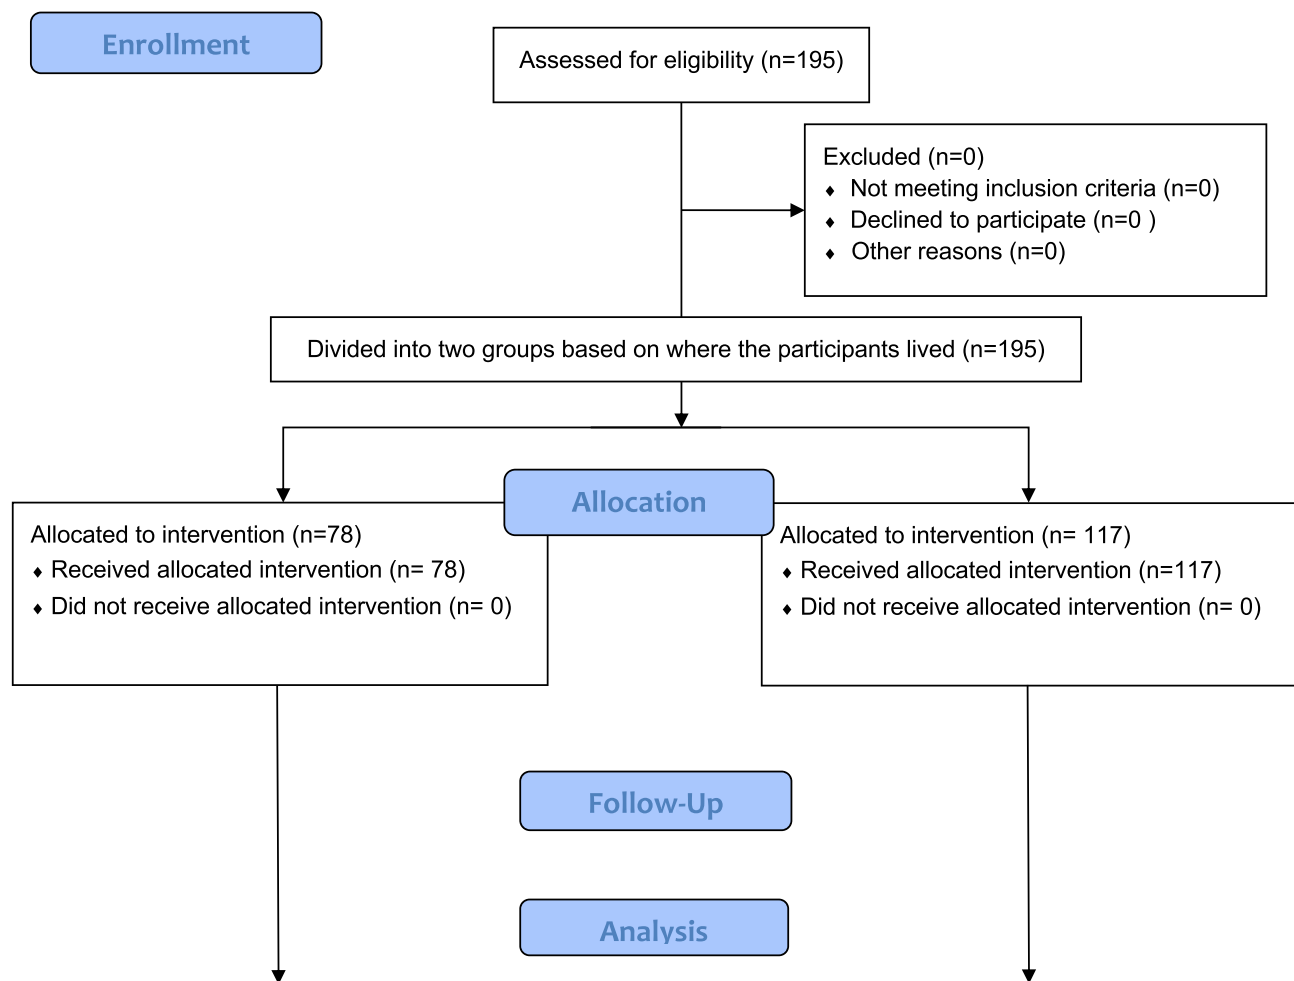 Enrollment
Assessed for eligibility (n=195)
Excluded (n=0)
♦ Not meeting inclusion criteria (n=0)
♦ Declined to participate (n=0 )
♦ Other reasons (n=0)
Divided into two groups based on where the participants lived (n=195)
Allocation
Allocated to intervention (n=78)
♦ Received allocated intervention (n= 78)
♦ Did not receive allocated intervention (n= 0)
Allocated to intervention (n= 117)
♦ Received allocated intervention (n=117)
♦ Did not receive allocated intervention (n= 0)
Follow-Up
Analysis